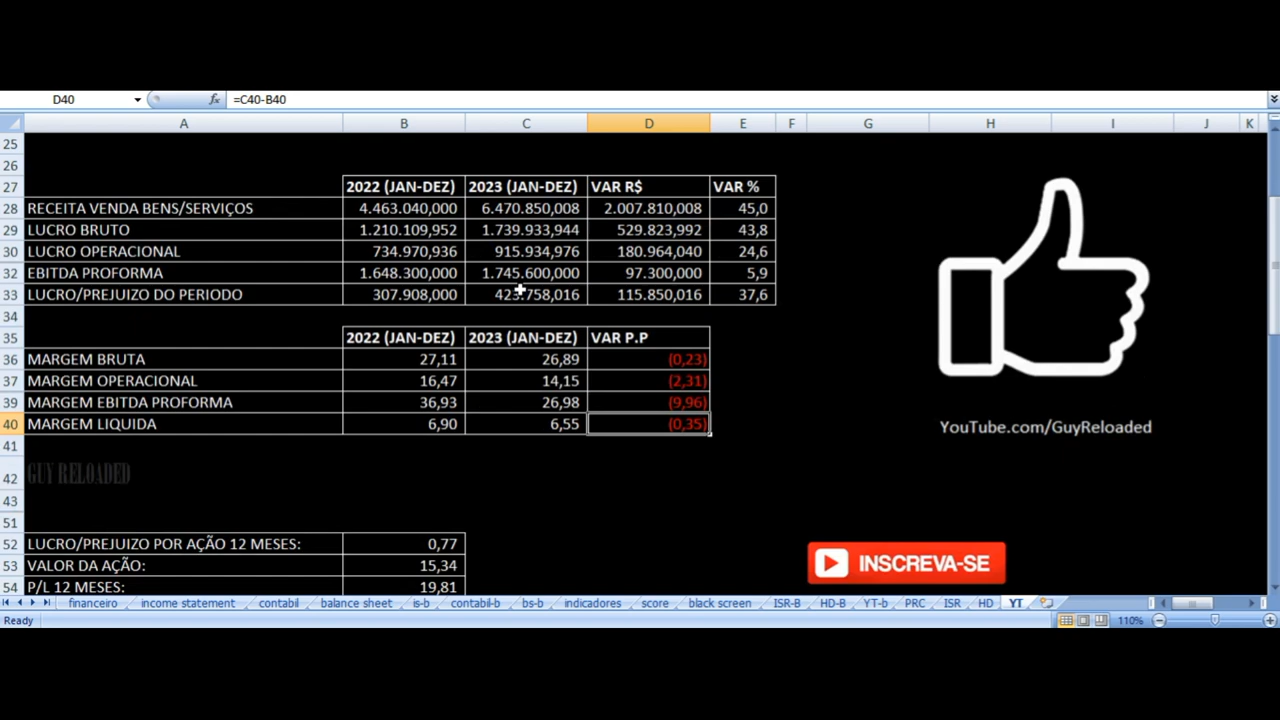 D40 fx =C40-B40
A B C D E F G H I J K
25
26
27 2022 (JAN-DEZ) 2023 (JAN-DEZ) VAR R$ VAR %
28 RECEITA VENDA BENS/SERVIÇOS 4.463.040,000 6.470.850,008 2.007.810,008 45,0
29 LUCRO BRUTO 1.210.109,952 1.739.933,944 529.823,992 43,8
30 LUCRO OPERACIONAL 734.970,936 915.934,976 180.964,040 24,6
32 EBITDA PROFORMA 1.648.300,000 1.745.600,000 97.300,000 5,9
33 LUCRO/PREJUIZO DO PERIODO 307.908,000 423.758,016 115.850,016 37,6
34
35 2022 (JAN-DEZ) 2023 (JAN-DEZ) VAR P.P
36 MARGEM BRUTA 27,11 26,89 (0,23)
37 MARGEM OPERACIONAL 16,47 14,15 (2,31)
39 MARGEM EBITDA PROFORMA 36,93 26,98 (9,96)
40 MARGEM LIQUIDA 6,90 6,55 (0,35)
YouTube.com/GuyReloaded
41
42 GUY RELOADED
43
51
52 LUCRO/PREJUIZO POR AÇÃO 12 MESES: 0,77
53 VALOR DA AÇÃO: 15,34
INSCREVA-SE
54 P/L 12 MESES: 19,81
financeiro income statement contabil balance sheet is-b contabil-b bs-b indicadores score black screen ISR-B HD-B YT-b PRC ISR HD YT
Ready 110%